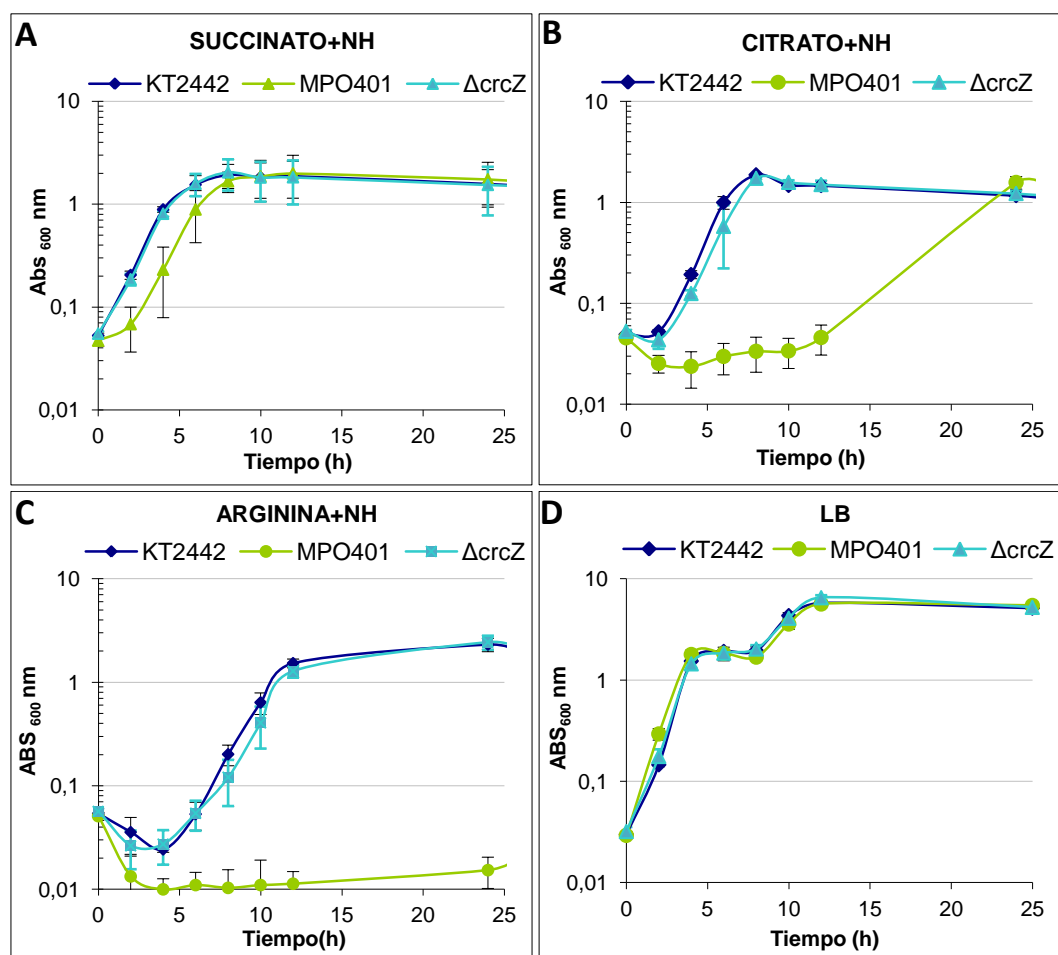 A
SUCCINATO+NH
KT2442 MPO401 ΔcrcZ
10
1
0,1
0,01
Abs 600 nm
0 5 10 15 20 25
Tiempo (h)
B
CITRATO+NH
KT2442 MPO401 ΔcrcZ
10
1
0,1
0,01
Abs 600 nm
0 5 10 15 20 25
Tiempo (h)
C
ARGININA+NH
KT2442 MPO401 ΔcrcZ
10
1
0,1
0,01
ABS 600 nm
0 5 10 15 20 25
Tiempo(h)
D
LB
KT2442 MPO401 ΔcrcZ
10
1
0,1
0,01
ABS600 nm
0 5 10 15 20 25
Tiempo (h)